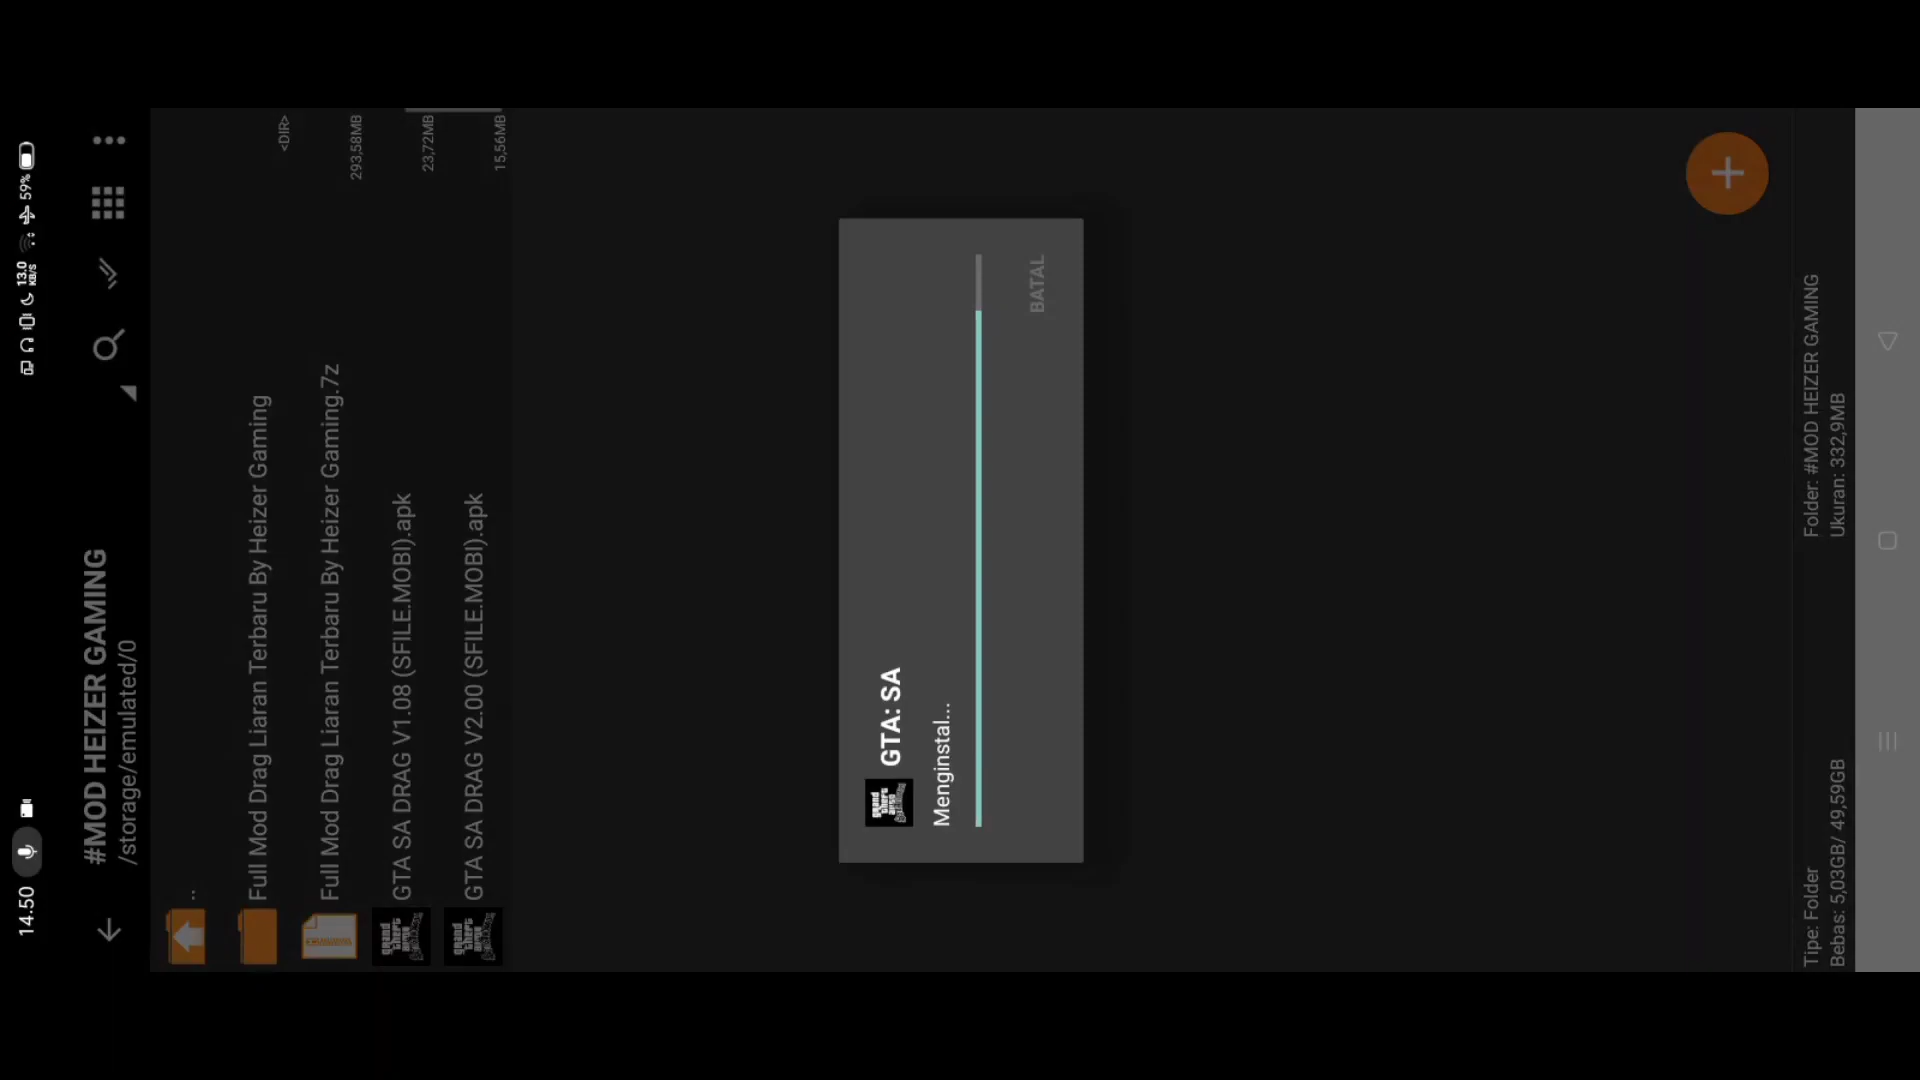 14.50
13.0
KB/S
59%
#MOD HEIZER GAMING
/storage/emulated/0
..
Full Mod Drag Liaran Terbaru By Heizer Gaming
<DIR>
Full Mod Drag Liaran Terbaru By Heizer Gaming.7z
293,58MB
GTA SA DRAG V1.08 (SFILE.MOBI).apk
23,72MB
GTA SA DRAG V2.00 (SFILE.MOBI).apk
15,56MB
GTA: SA
Menginstal...
BATAL
Tipe: Folder
Folder: #MOD HEIZER GAMING
Bebas: 5,03GB/ 49,59GB
Ukuran: 332,9MB